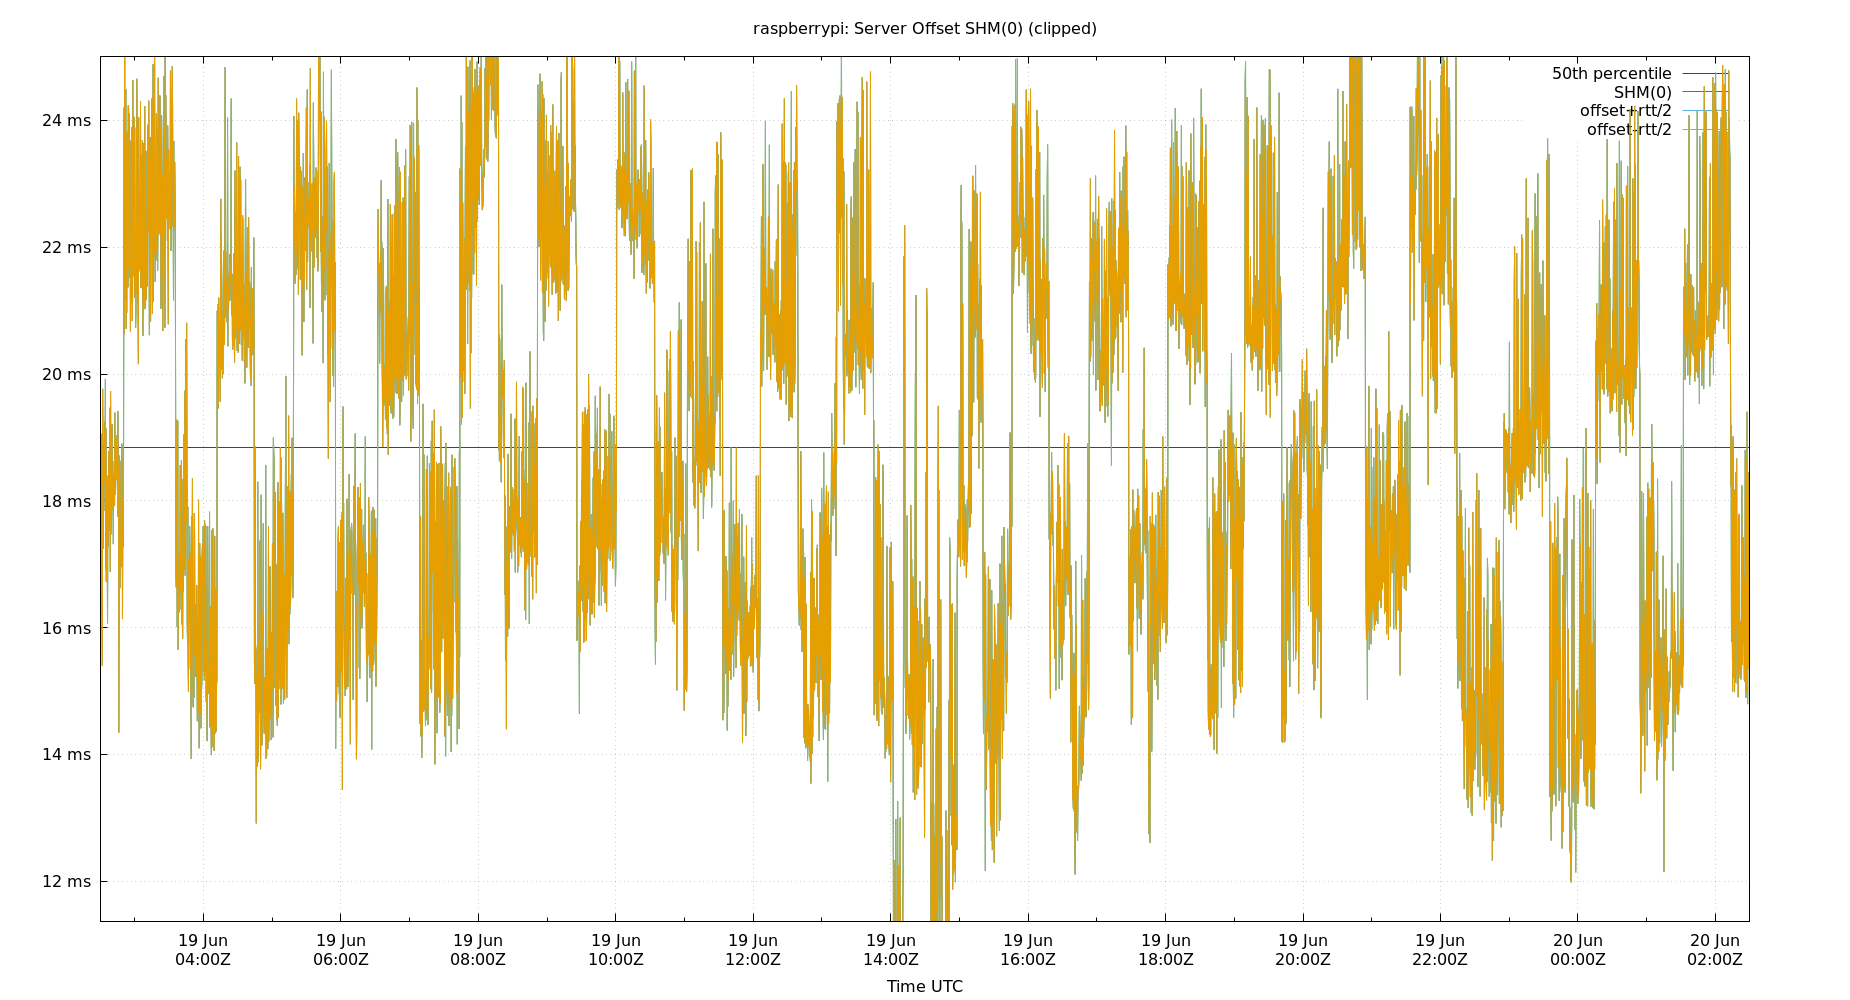 raspberrypi: Server Offset SHM(0) (clipped)
50th percentile
SHM(0)
offset+rtt/2
offset-rtt/2
24 ms
22 ms
20 ms
18 ms
16 ms
14 ms
12 ms
19 Jun 19 Jun 19 Jun 19 Jun 19 Jun 19 Jun 19 Jun 19 Jun 19 Jun 19 Jun 20 Jun 20 Jun
04:00Z 06:00Z 08:00Z 10:00Z 12:00Z 14:00Z 16:00Z 18:00Z 20:00Z 22:00Z 00:00Z 02:00Z
Time UTC